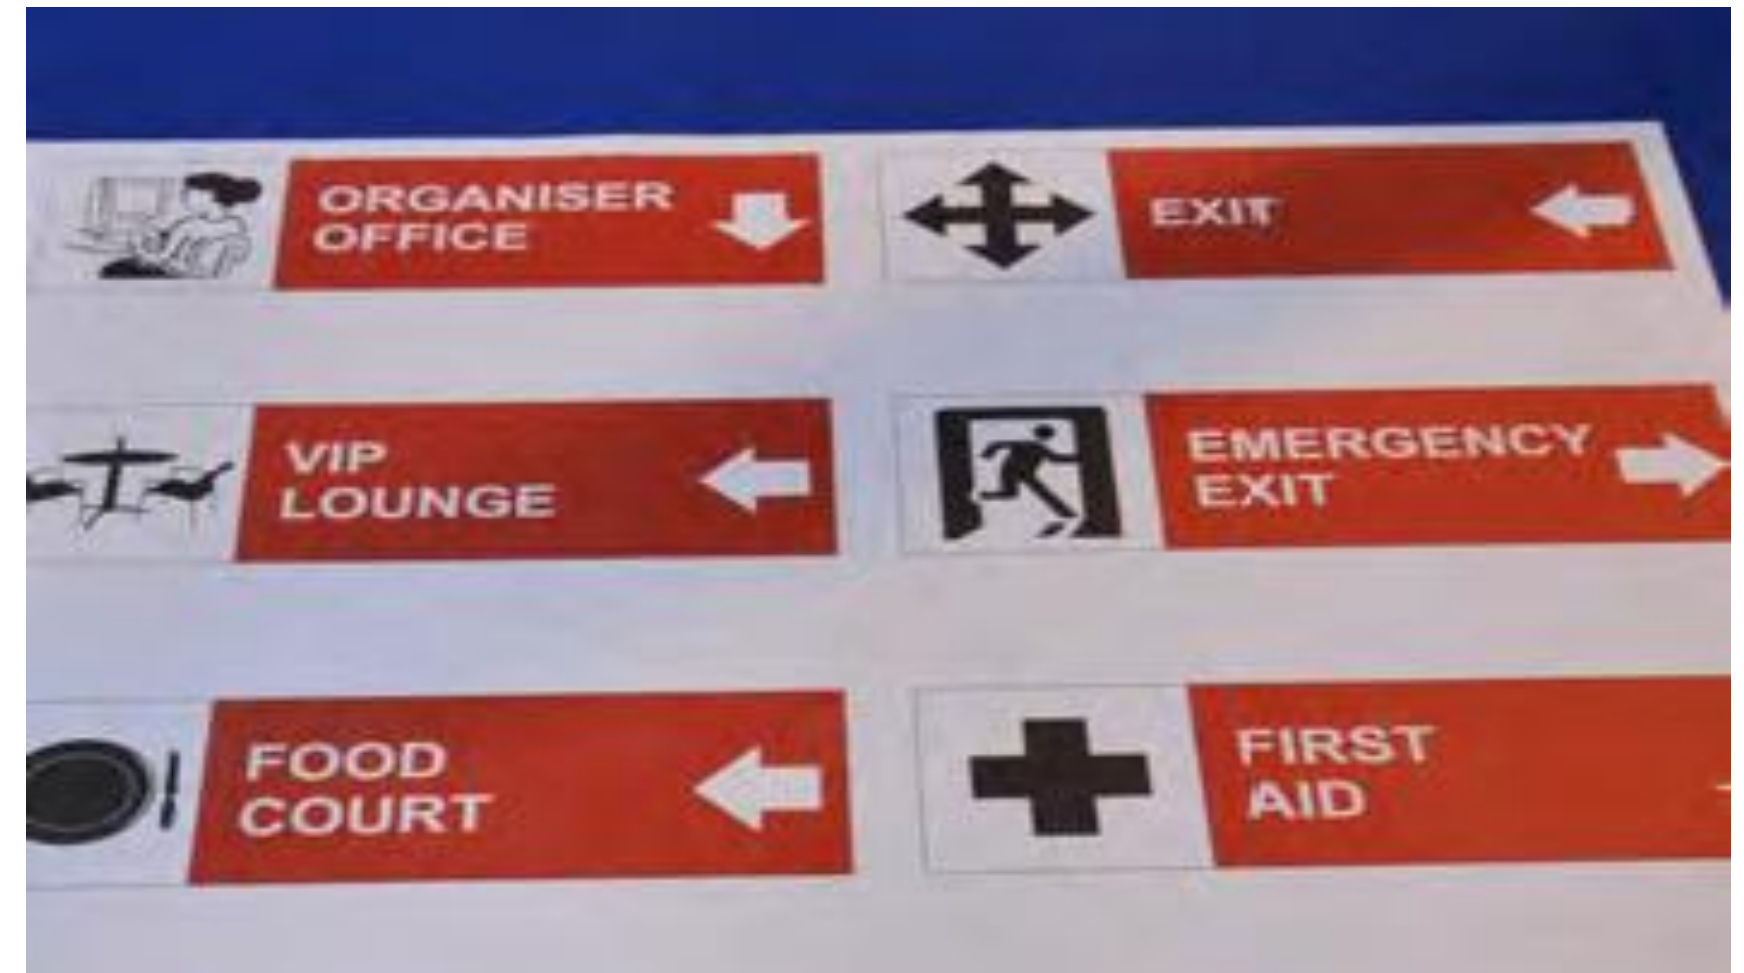 ORGANISER
OFFICE
EXIT
VIP
LOUNGE
EMERGENCY
EXIT
FOOD
COURT
FIRST
AID